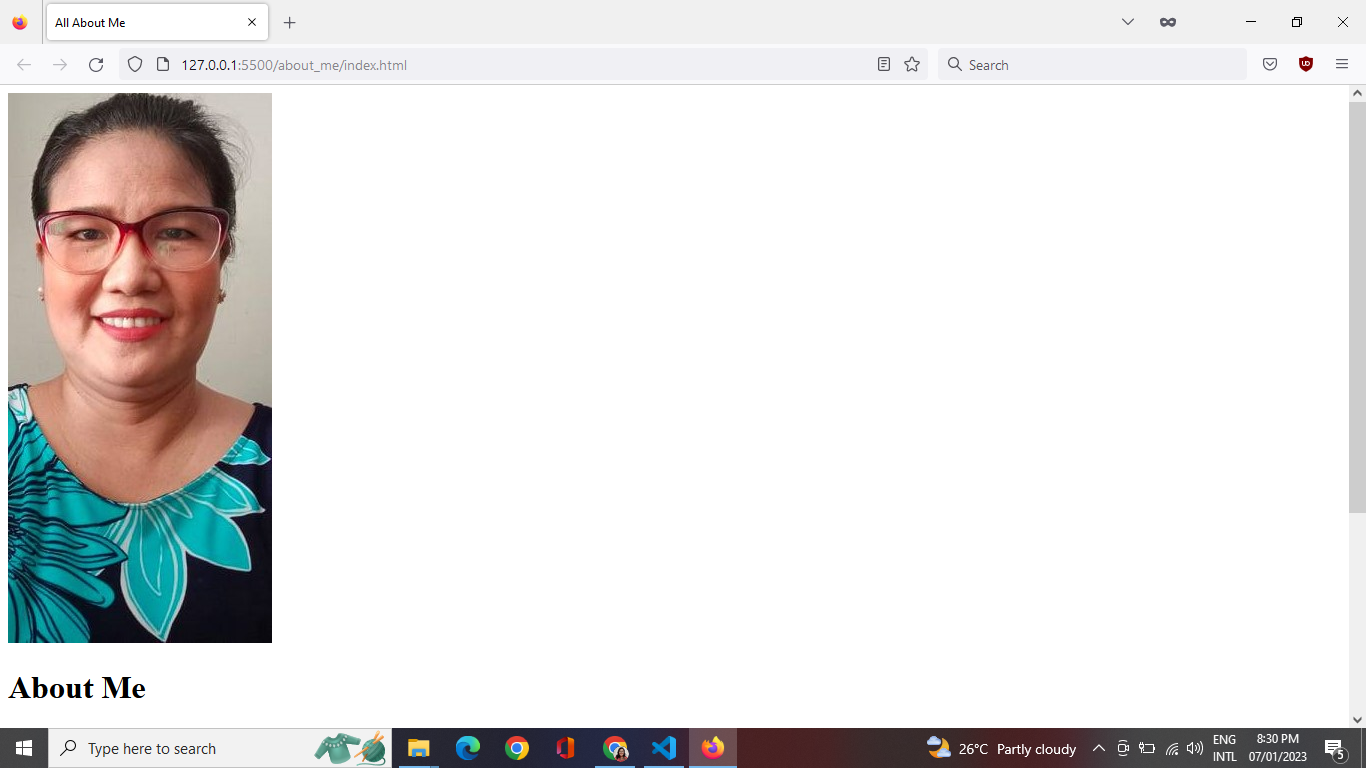 All About Me
127.0.0.1:5500/about_me/index.html
Search
About Me
Type here to search
26°C Partly cloudy
ENG
INTL
8:30 PM
07/01/2023
5